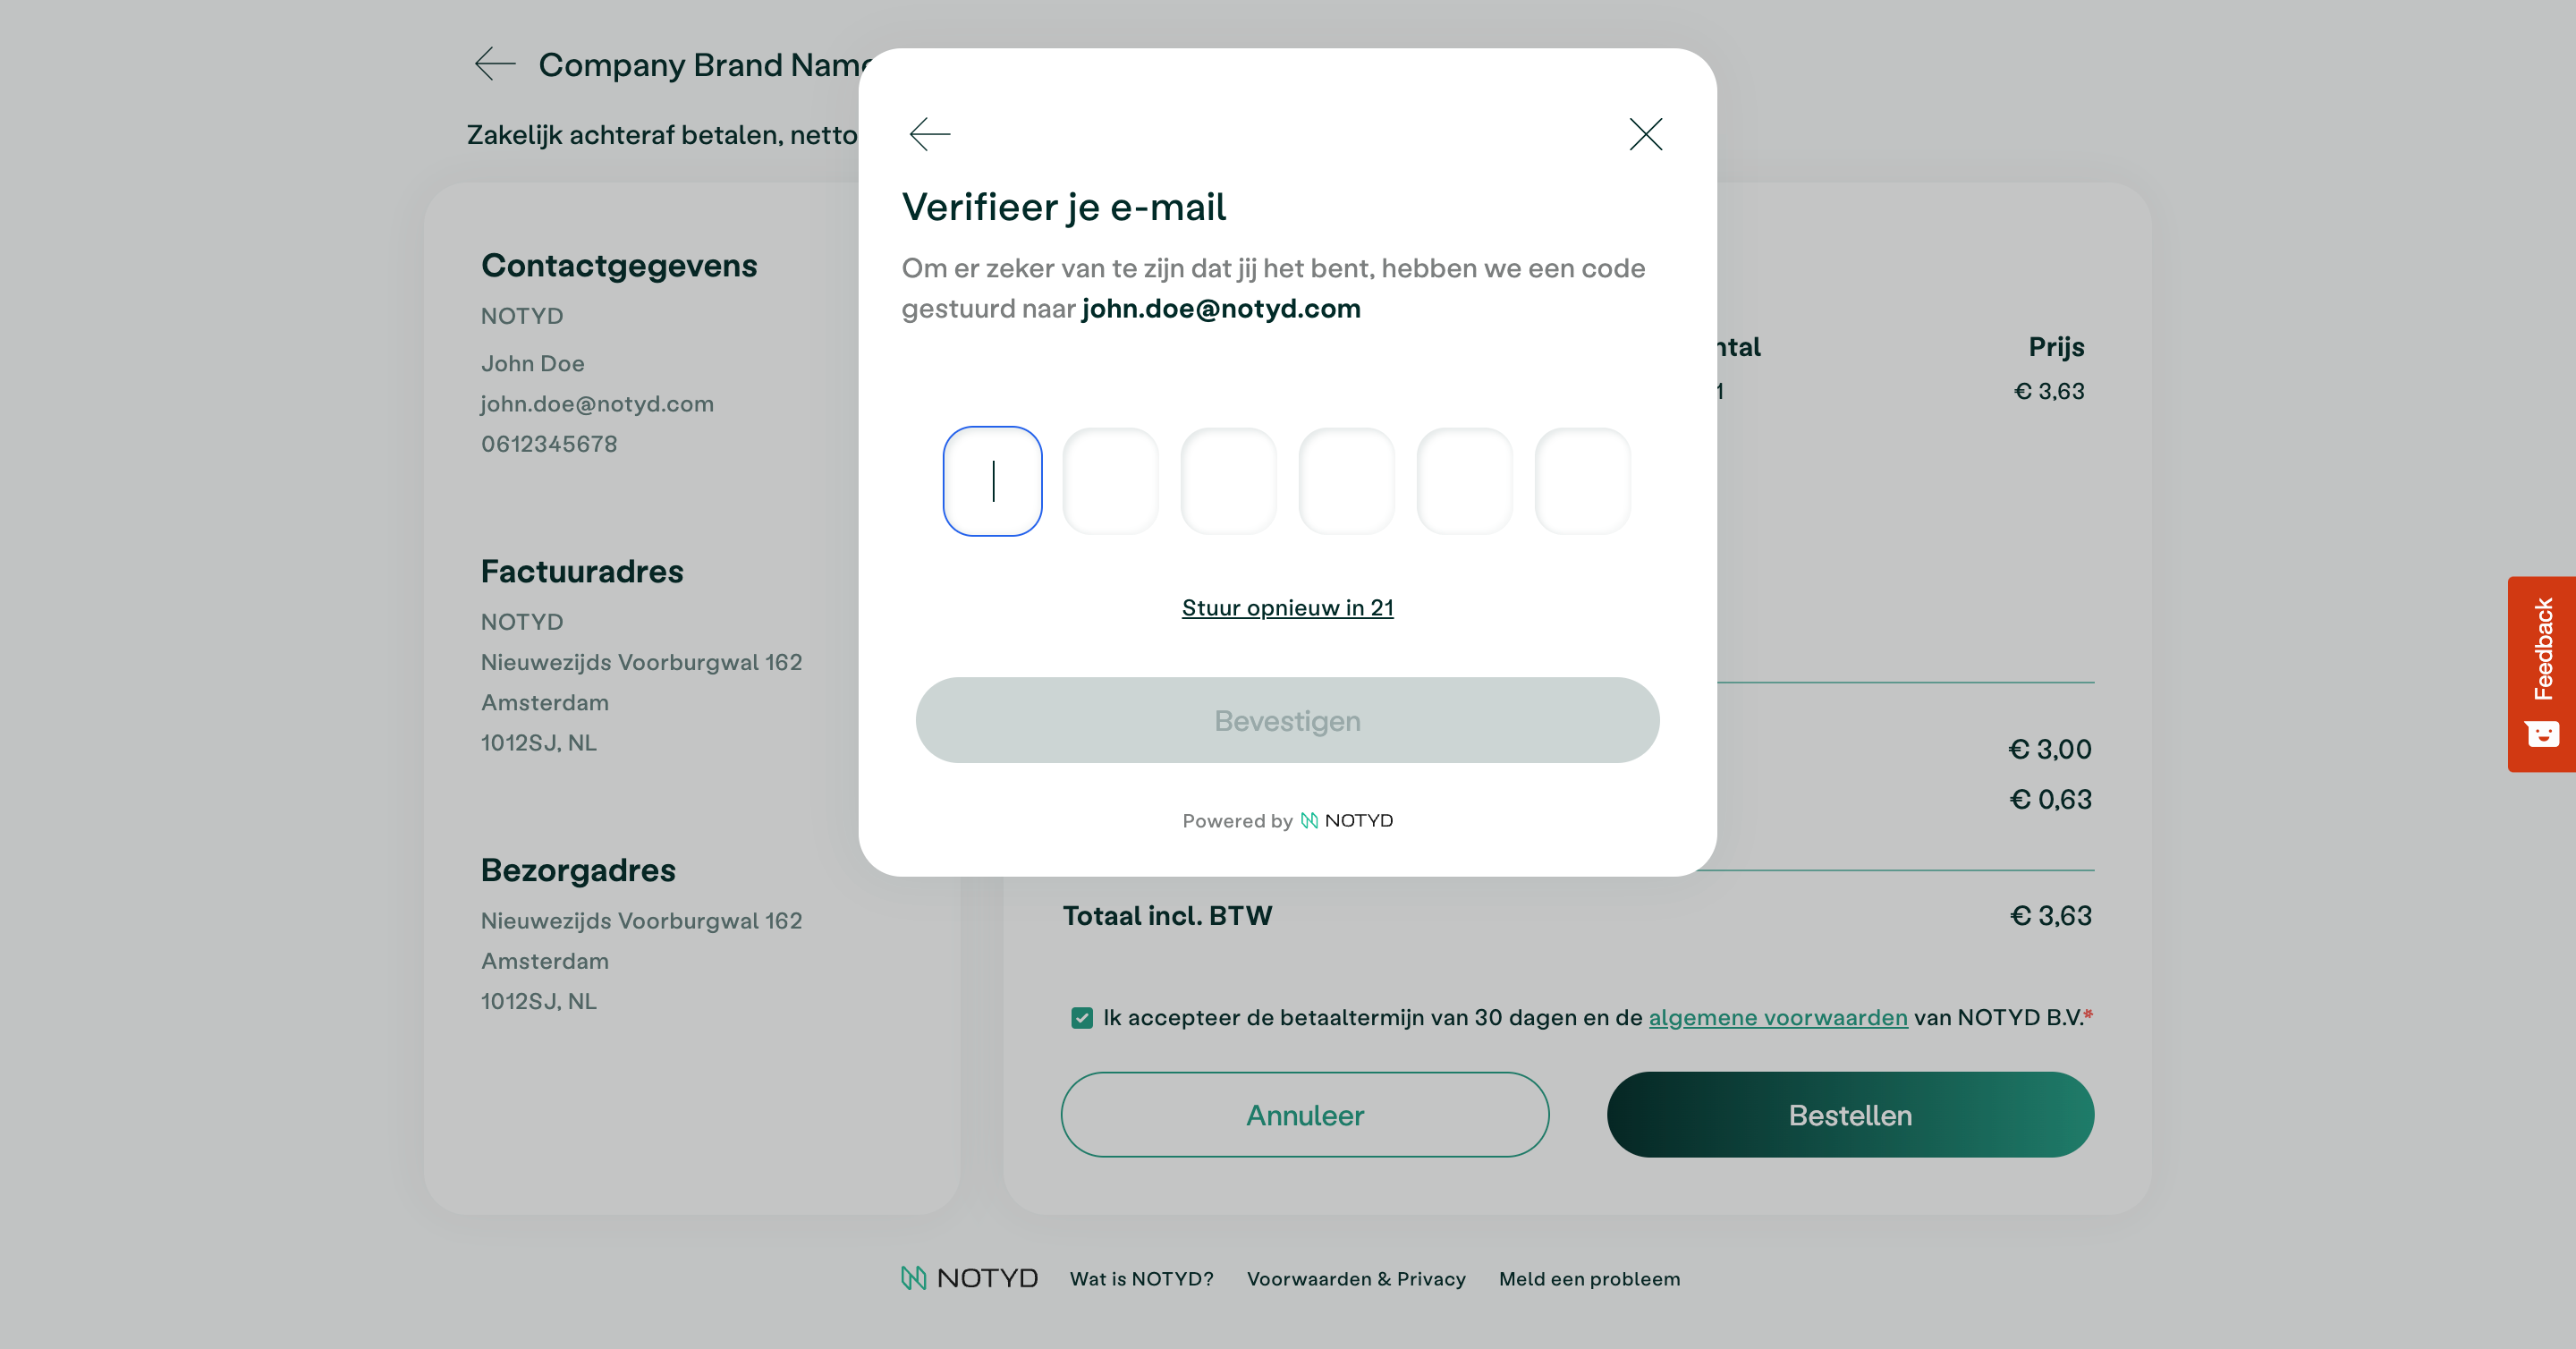 Company Brand Name
Zakelijk achteraf betalen, netto
Verifieer je e-mail
Om er zeker van te zijn dat jij het bent, hebben we een code
gestuurd naar john.doe@notyd.com
Stuur opnieuw in 21
Bevestigen
Powered by NOTYD
Contactgegevens
NOTYD
John Doe
john.doe@notyd.com
0612345678
Factuuradres
NOTYD
Nieuwezijds Voorburgwal 162
Amsterdam
1012SJ, NL
Bezorgadres
Nieuwezijds Voorburgwal 162
Amsterdam
1012SJ, NL
ntal Prijs
1 € 3,63
€ 3,00
€ 0,63
Totaal incl. BTW € 3,63
Ik accepteer de betaaltermijn van 30 dagen en de algemene voorwaarden van NOTYD B.V.*
Annuleer
Bestellen
Feedback
NOTYD Wat is NOTYD? Voorwaarden & Privacy Meld een probleem